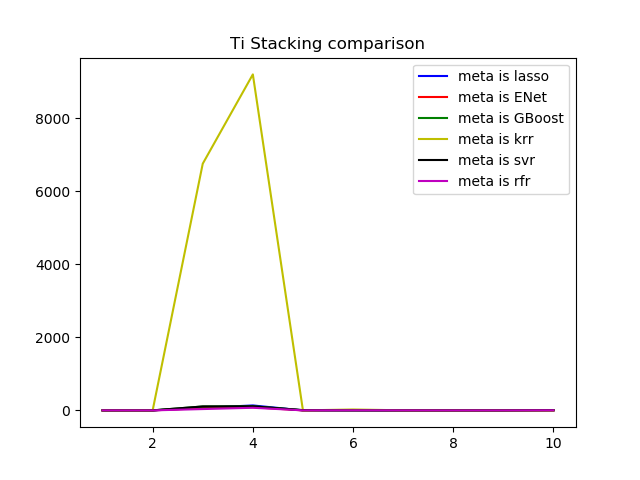 Ti Stacking comparison
meta is lasso
meta is ENet
meta is GBoost
meta is krr
meta is svr
meta is rfr
8000
6000
4000
2000
0
2 4 6 8 10